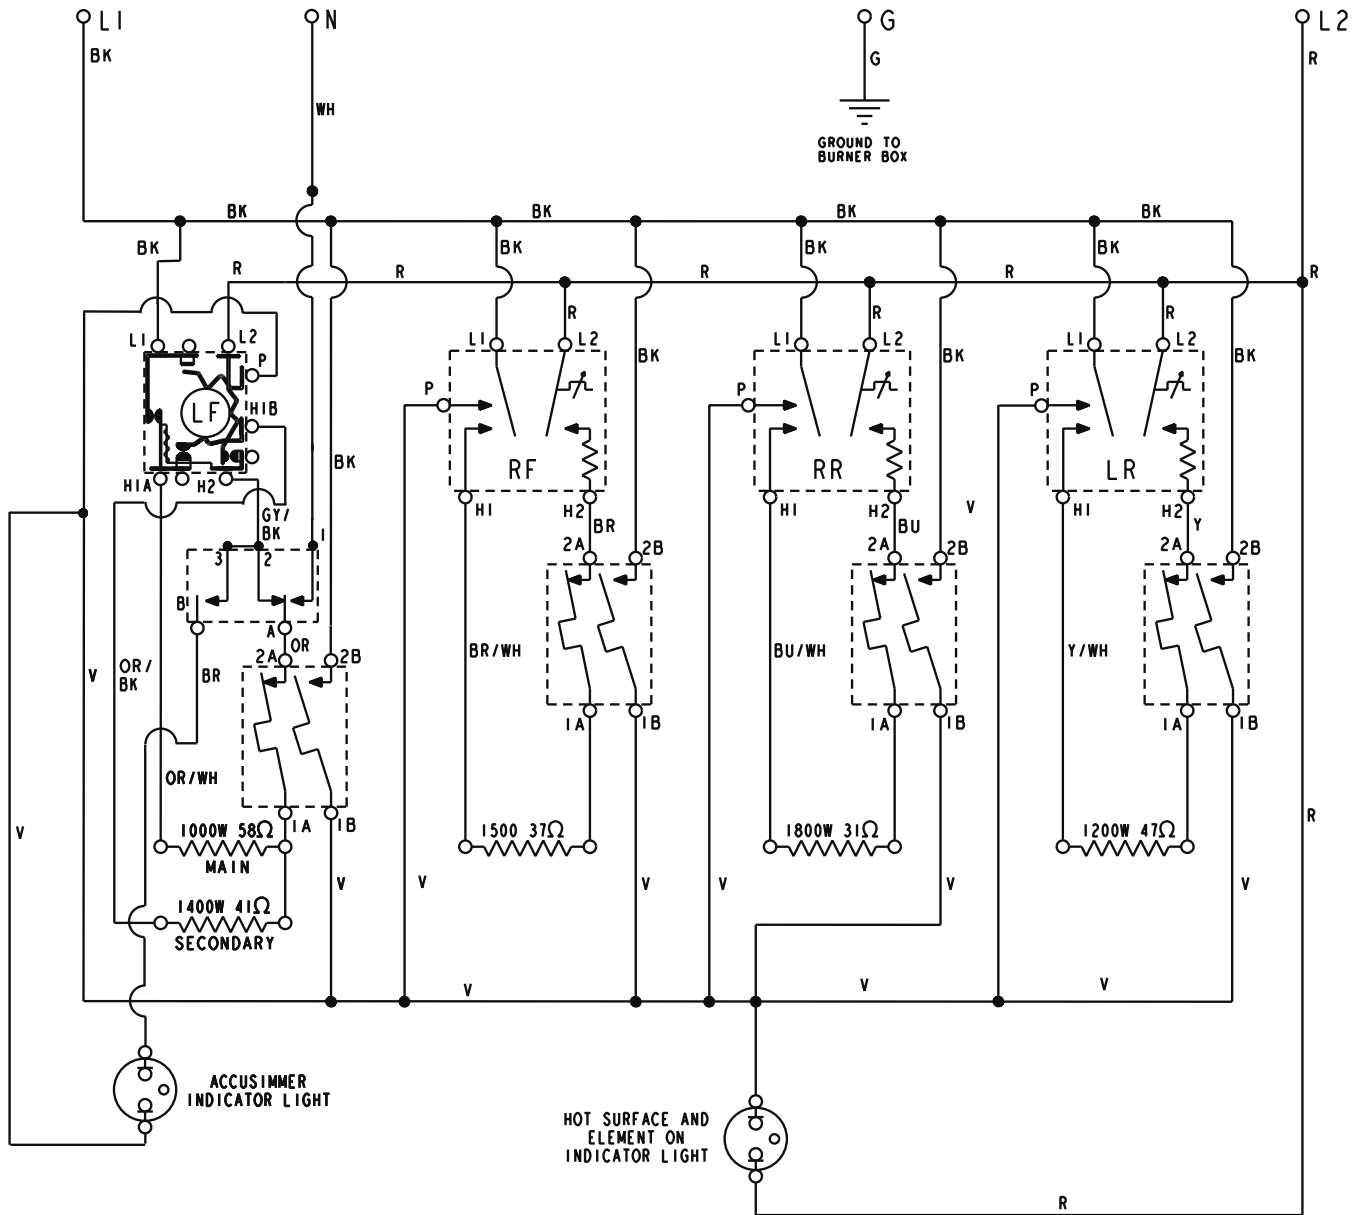 L1
N
G
L2
BK
G
R
WH
GROUND TO
BURNER BOX
BK
BK
BK
BK
BK
BK
BK
BK
R
R
R
R
R
R
R
R
L1
L2
L1
L2
L1
L2
L1
L2
BK
BK
BK
P
P
P
P
LF
H1B
RF
RR
LR
BK
H1A
H2
GY/
BK
H1
H2
H1
H2
V
H1
H2
BR
BU
Y
3
2
1
2A
2B
2A
2B
2A
2B
B
A
OR
2A
2B
V
OR/
BK
BR
BR/WH
BU/WH
Y/WH
1A
1B
1A
1B
1A
1B
OR/WH
V
1A
1B
R
1000W 58Ω
MAIN
1500 37Ω
1800W 31Ω
1200W 47Ω
V
V
V
V
V
V
1400W 41Ω
SECONDARY
V
V
V
ACCUSIMMER
INDICATOR LIGHT
HOT SURFACE AND
ELEMENT ON
INDICATOR LIGHT
R